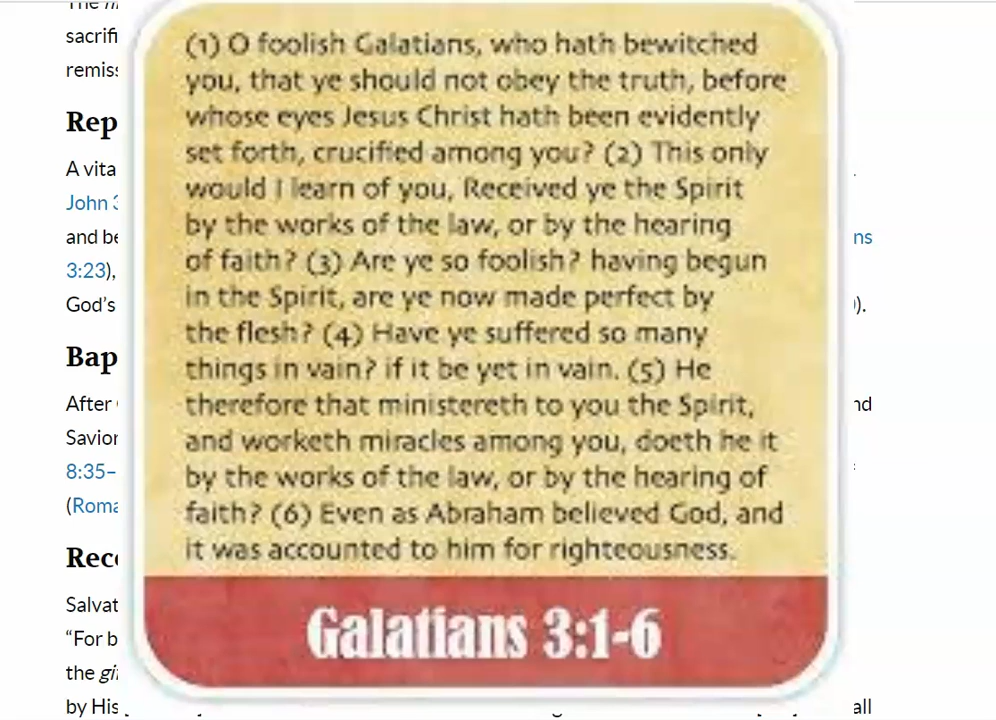 sacrifi
remiss
Rep
A vita
John 3
and be
3:23),
God's
Bap
After
Savior
8:35–
(Roma
Rece
Salvat
“For b
the gi
by His
(1) O foolish Galatians, who hath bewitched
you, that ye should not obey the truth, before
whose eyes Jesus Christ hath been evidently
set forth, crucified among you? (2) This only
would I learn of you, Received ye the Spirit
by the works of the law, or by the hearing
of faith? (3) Are ye so foolish? having begun
in the Spirit, are ye now made perfect by
the flesh? (4) Have ye suffered so many
things in vain? if it be yet in vain. (5) He
therefore that ministereth to you the Spirit,
and worketh miracles among you, doeth he it
by the works of the law, or by the hearing of
faith? (6) Even as Abraham believed God, and
it was accounted to him for righteousness.
Galatians 3:1-6
ns
).
nd
all